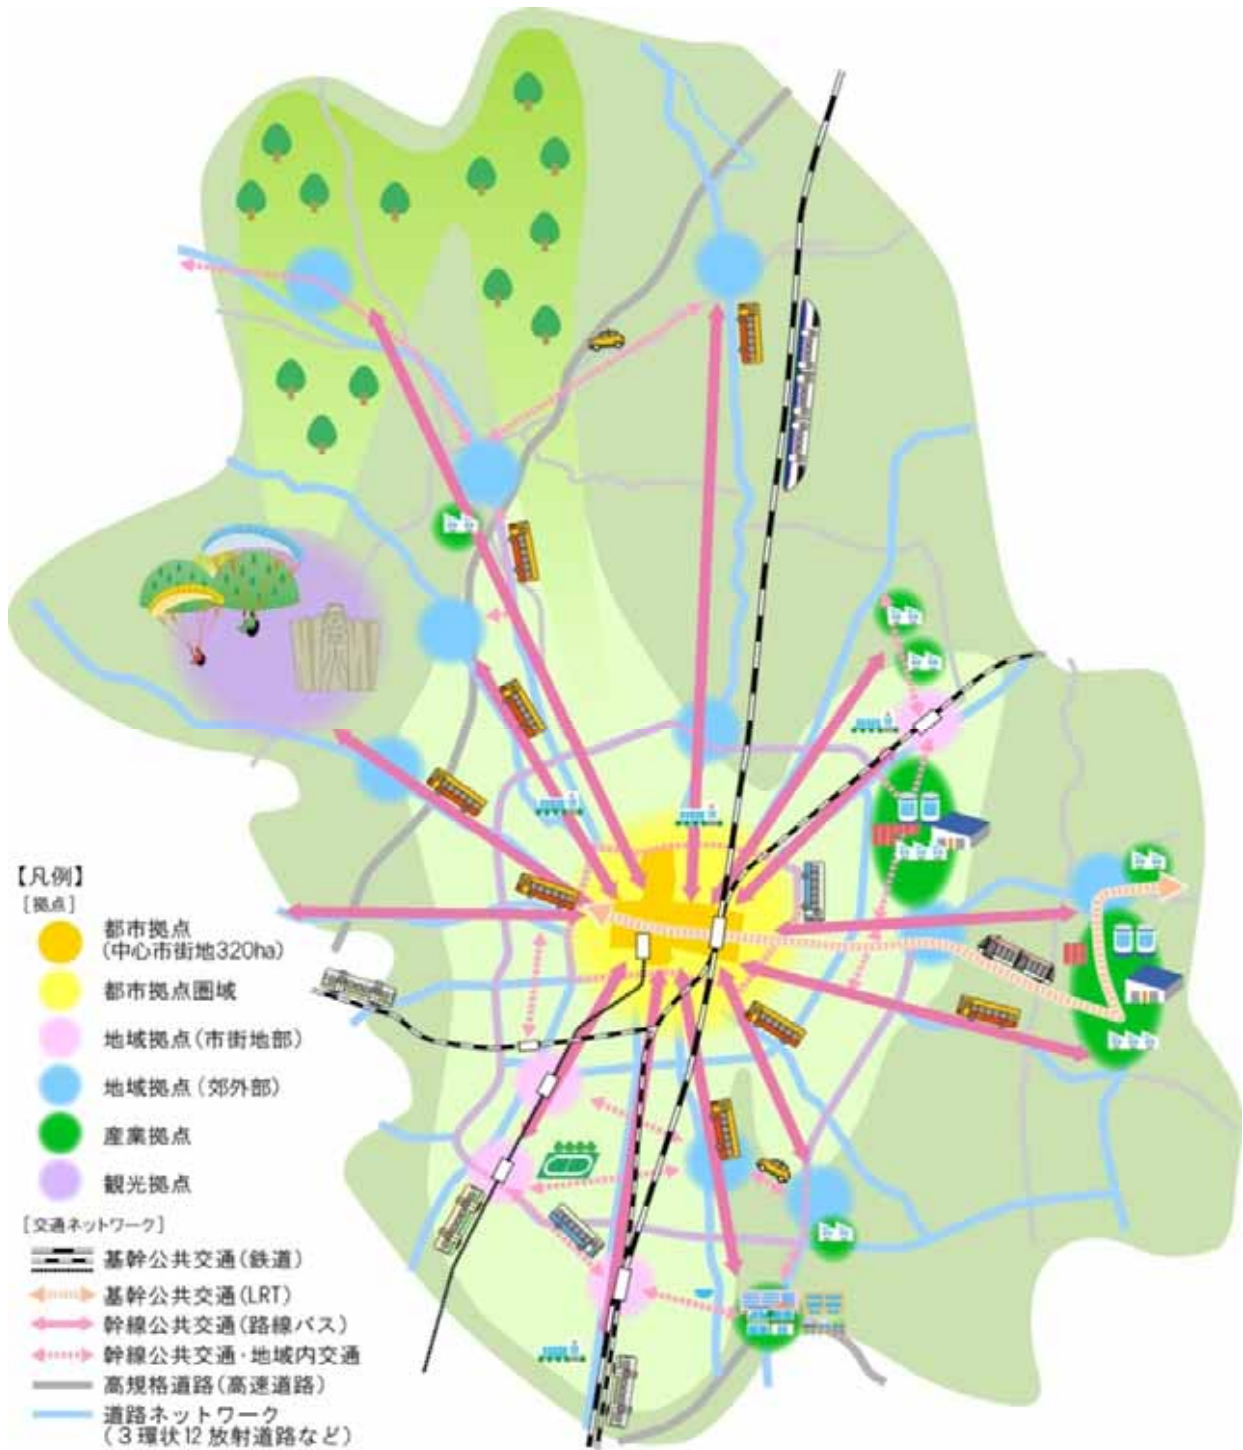 【凡例】
［拠点］
都市拠点
(中心市街地320ha)
都市拠点圏域
地域拠点(市街地部)
地域拠点(郊外部)
産業拠点
観光拠点
［交通ネットワーク］
基幹公共交通(鉄道)
基幹公共交通(LRT)
幹線公共交通(路線バス)
幹線公共交通・地域内交通
高規格道路(高速道路)
道路ネットワーク
(３環状12放射道路など)